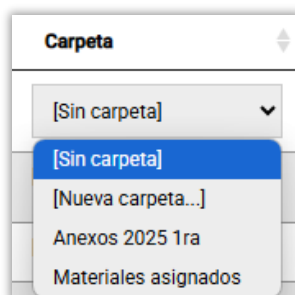 Carpeta
[Sin carpeta]
[Sin carpeta]
[Nueva carpeta...]
Anexos 2025 1ra
Materiales asignados